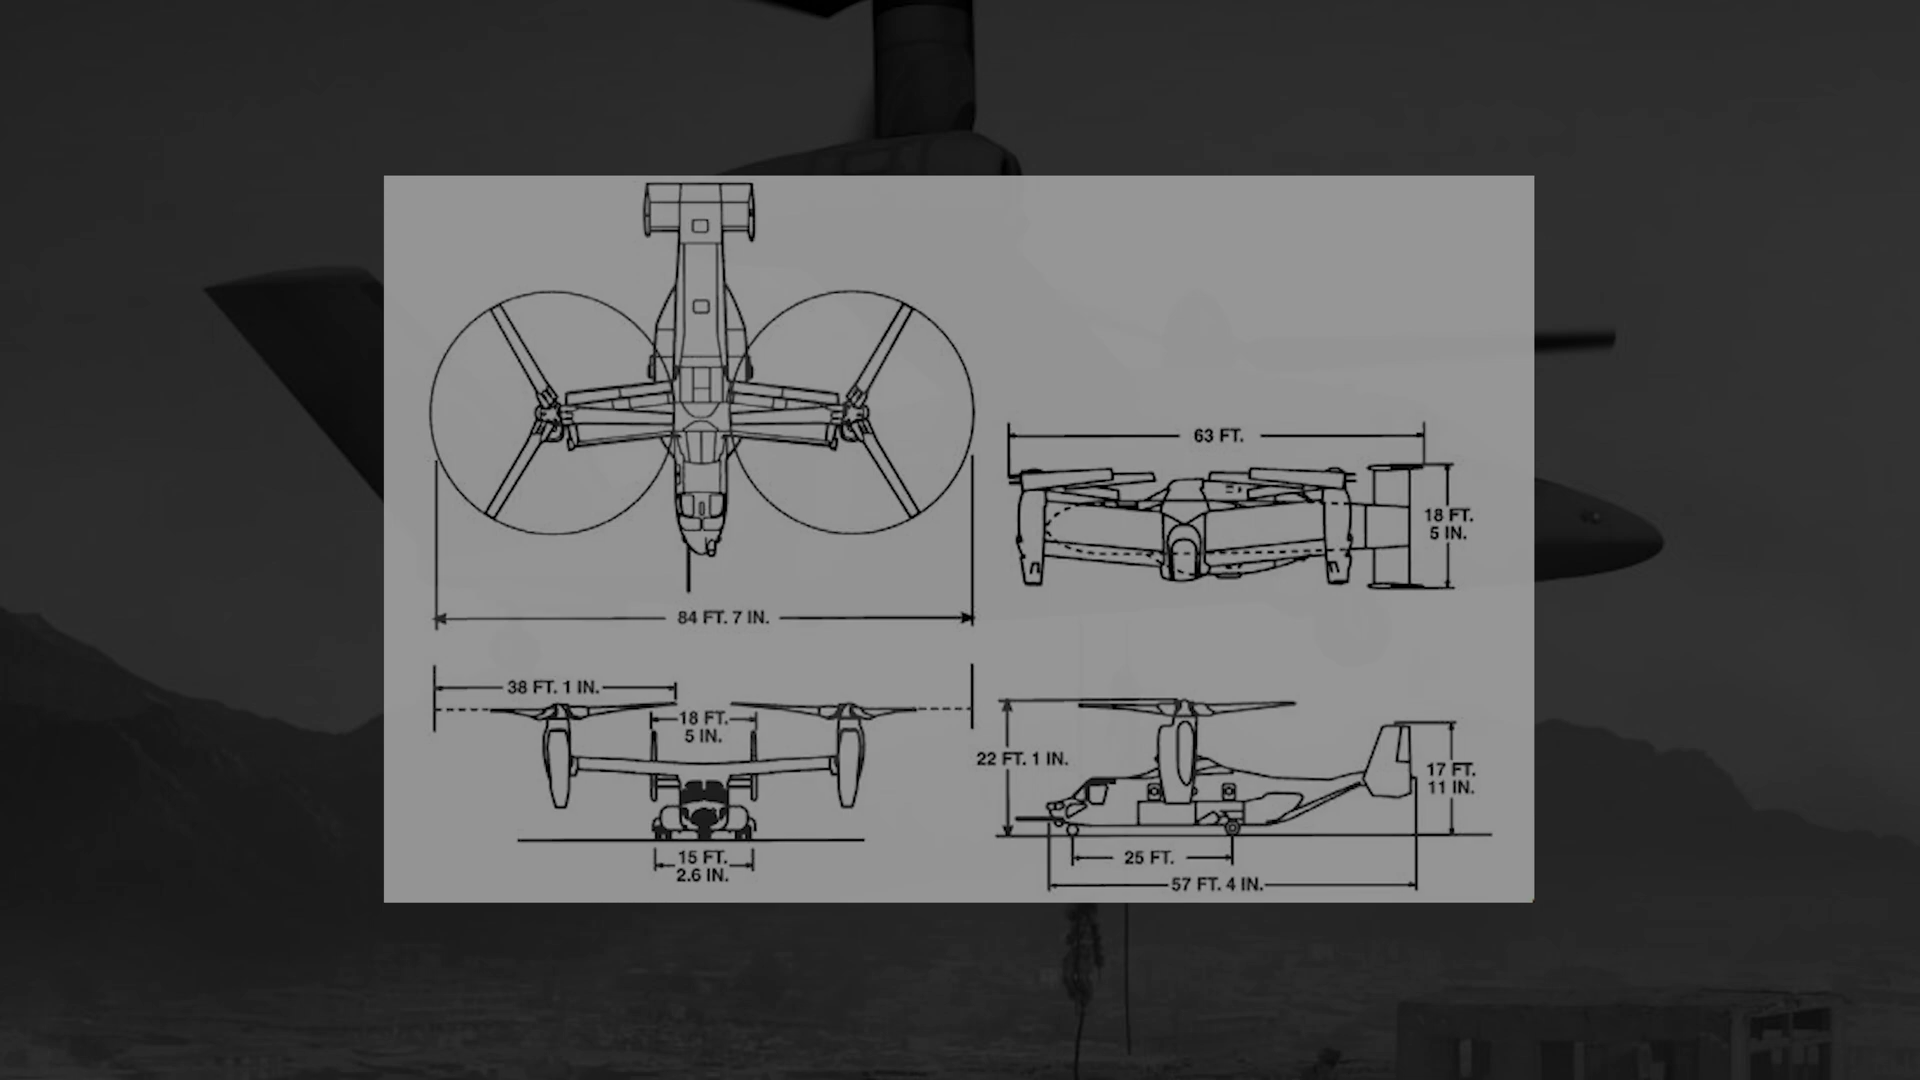 63 FT.
18 FT.
5 IN.
84 FT. 7 IN.
38 FT. 1 IN.
18 FT.
5 IN.
15 FT.
2.6 IN.
22 FT. 1 IN.
17 FT.
11 IN.
25 FT.
57 FT. 4 IN.